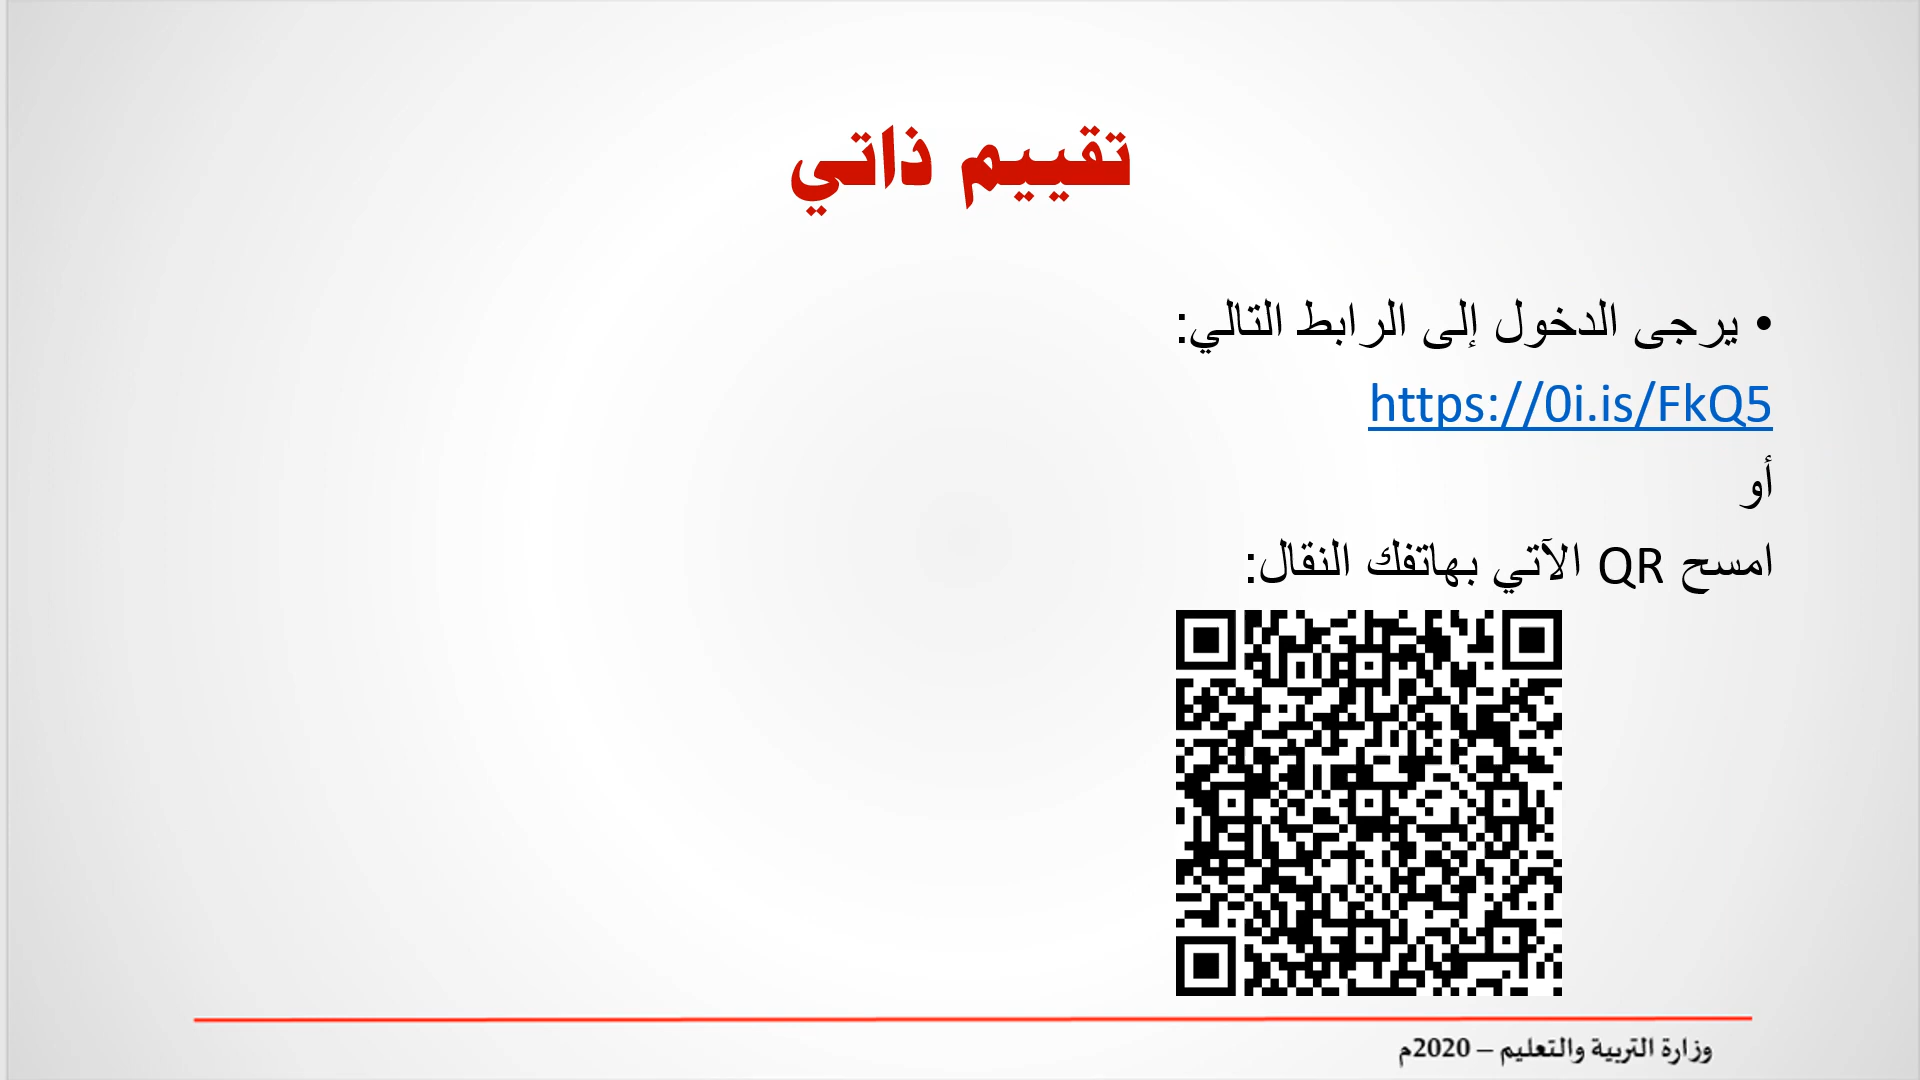 تقييم ذاتي
• يرجى الدخول إلى الرابط التالي:
https://0i.is/FkQ5
أو
امسح QR الآتي بهاتفك النقال:
وزارة التربية والتعليم – 2020م